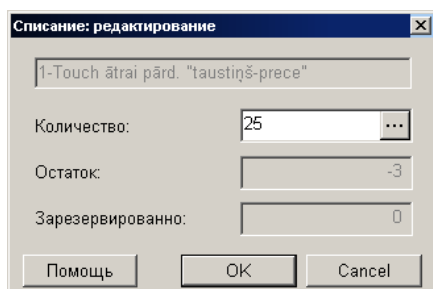 Списание: редактирование
1-Touch ātrai pārd. "taustiņš-prece"
Количество: 25 ...
Остаток: -3
Зарезервированно: 0
Помощь OK Cancel